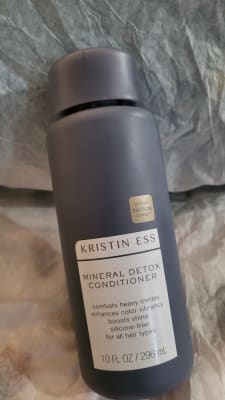 KRISTIN ESS
MINERAL DETOX
CONDITIONER
combats heavy metals
enhances color vibrancy
boosts shine
silicone-free
for all hair types
10 FL OZ / 296 mL